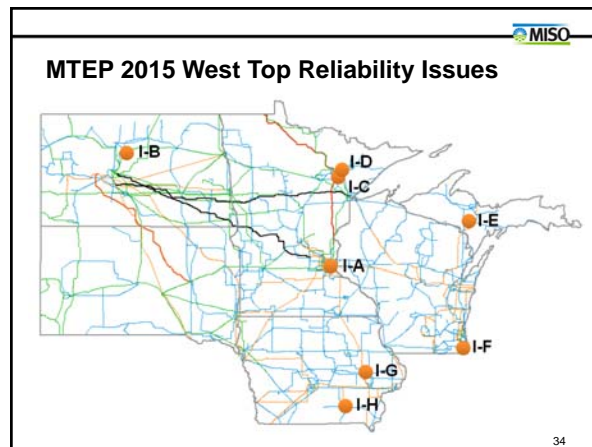 MISO
MTEP 2015 West Top Reliability Issues
I-B
I-D
I-C
I-E
I-A
I-F
I-G
I-H
34